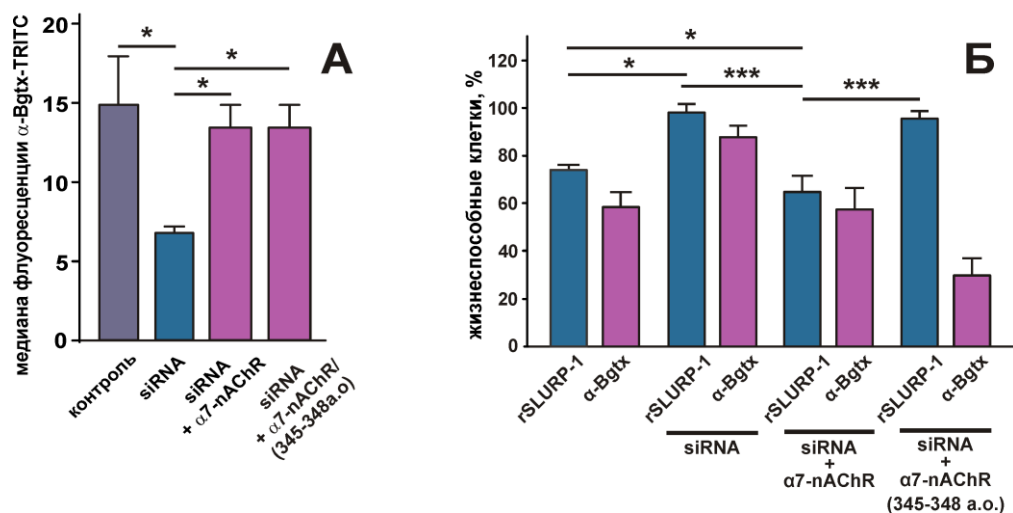 А
медиана флуоресценции α-Bgtx-TRITC
20
15
10
5
0
*
*
*
контроль
siRNA
siRNA
+ α7-nAChR
siRNA
+ α7-nAChR/
(345-348а.о)
Б
жизнеспособные клетки, %
120
100
80
60
40
20
0
*
*
***
***
rSLURP-1
α-Bgtx
rSLURP-1
α-Bgtx
rSLURP-1
α-Bgtx
rSLURP-1
α-Bgtx
siRNA
siRNA
+
α7-nAChR
siRNA
+
α7-nAChR
(345-348 а.о.)